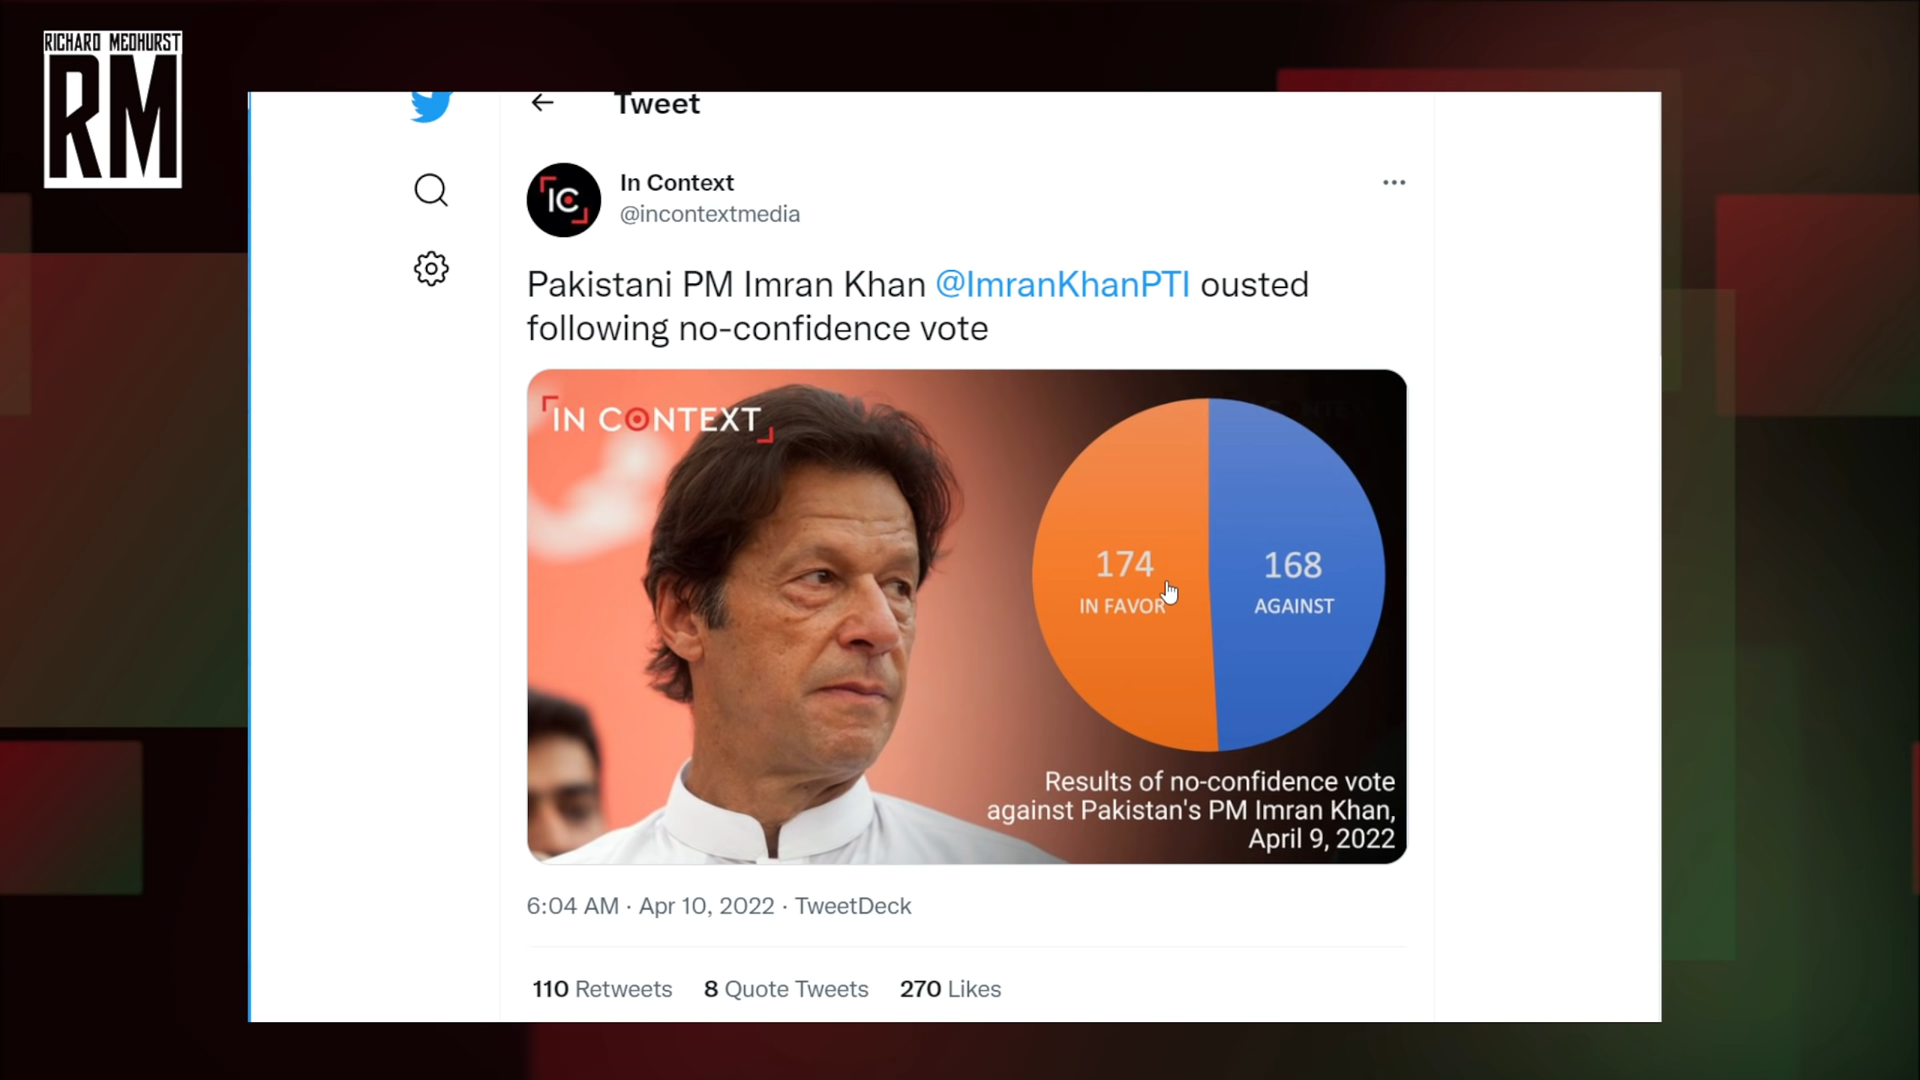 RICHARD MEDHURST
RM
Tweet
IC
In Context
@incontextmedia
Pakistani PM Imran Khan @ImranKhanPTI ousted
following no-confidence vote
IN CONTEXT
174
IN FAVOR
168
AGAINST
Results of no-confidence vote
against Pakistan's PM Imran Khan,
April 9, 2022
6:04 AM · Apr 10, 2022 · TweetDeck
110 Retweets 8 Quote Tweets 270 Likes